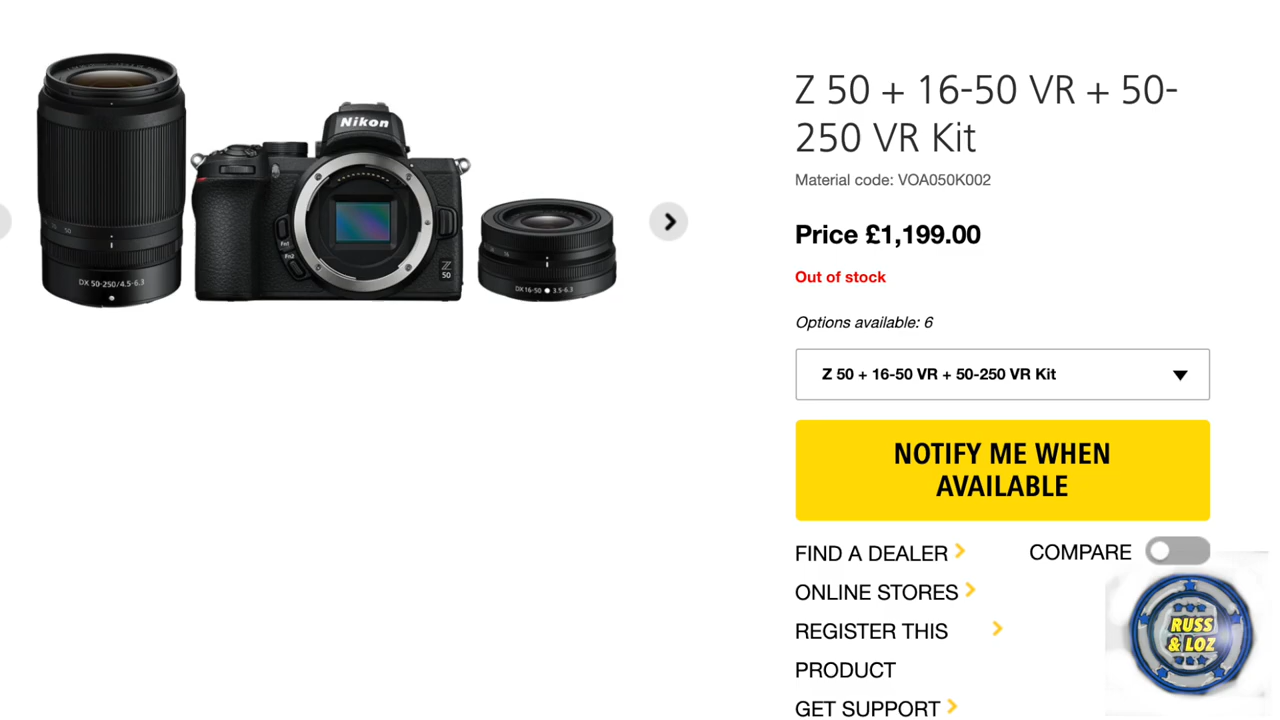 Z 50 + 16-50 VR + 50-
250 VR Kit
Material code: VOA050K002
Price £1,199.00
Out of stock
Options available: 6
Z 50 + 16-50 VR + 50-250 VR Kit
NOTIFY ME WHEN
AVAILABLE
FIND A DEALER
COMPARE
ONLINE STORES
REGISTER THIS
PRODUCT
GET SUPPORT
Nikon
Fn1
Fn2
Z
50
50
DX 50-250/4.5-6.3
DX 16-50 3.5-6.3
RUSS
& LOZ